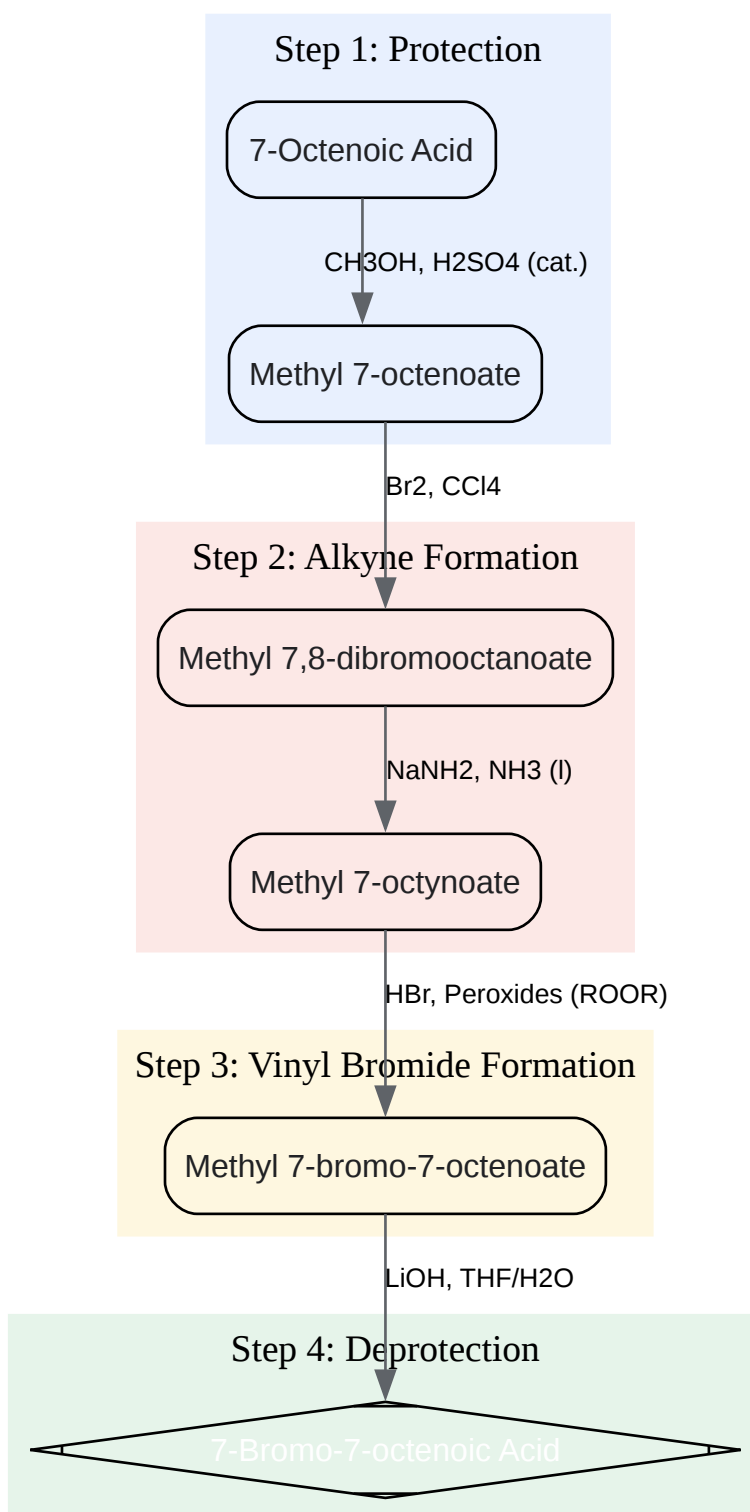 Step 1: Protection
7-Octenoic Acid
CH3OH, H2SO4 (cat.)
Methyl 7-octenoate
Br2, CCl4
Step 2: Alkyne Formation
Methyl 7,8-dibromooctanoate
NaNH2, NH3 (l)
Methyl 7-octynoate
HBr, Peroxides (ROOR)
Step 3: Vinyl Bromide Formation
Methyl 7-bromo-7-octenoate
LiOH, THF/H2O
Step 4: Deprotection
7-Bromo-7-octenoic Acid